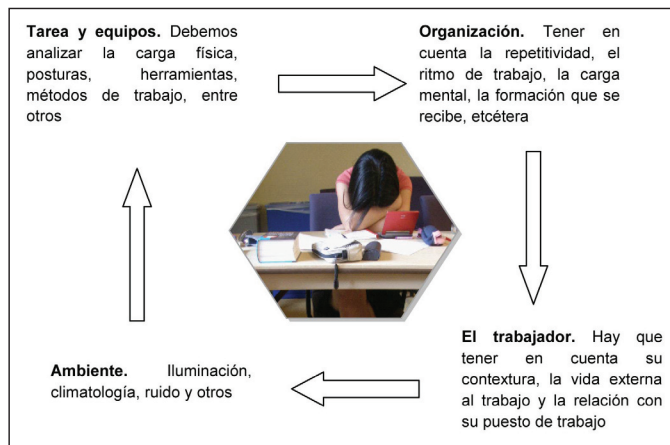 Tarea y equipos. Debemos
analizar la carga física,
posturas, herramientas,
métodos de trabajo, entre
otros
Organización. Tener en
cuenta la repetitividad, el
ritmo de trabajo, la carga
mental, la formación que se
recibe, etcétera
El trabajador. Hay que
tener en cuenta su
contextura, la vida externa
al trabajo y la relación con
su puesto de trabajo
Ambiente. Iluminación,
climatología, ruido y otros